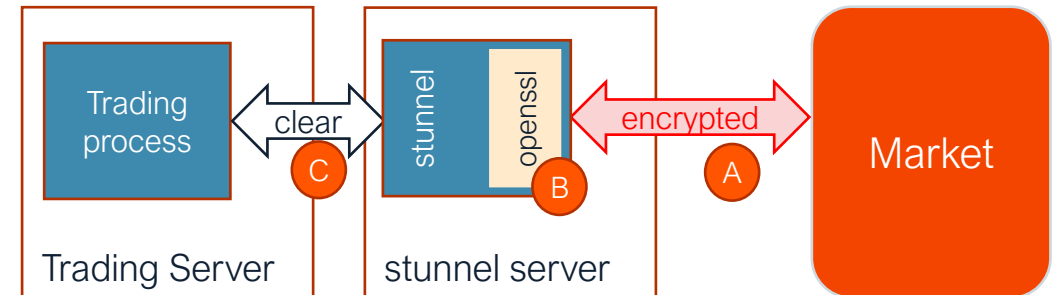 Trading
process
clear
C
stunnel
openssl
B
encrypted
A
Market
Trading Server
stunnel server